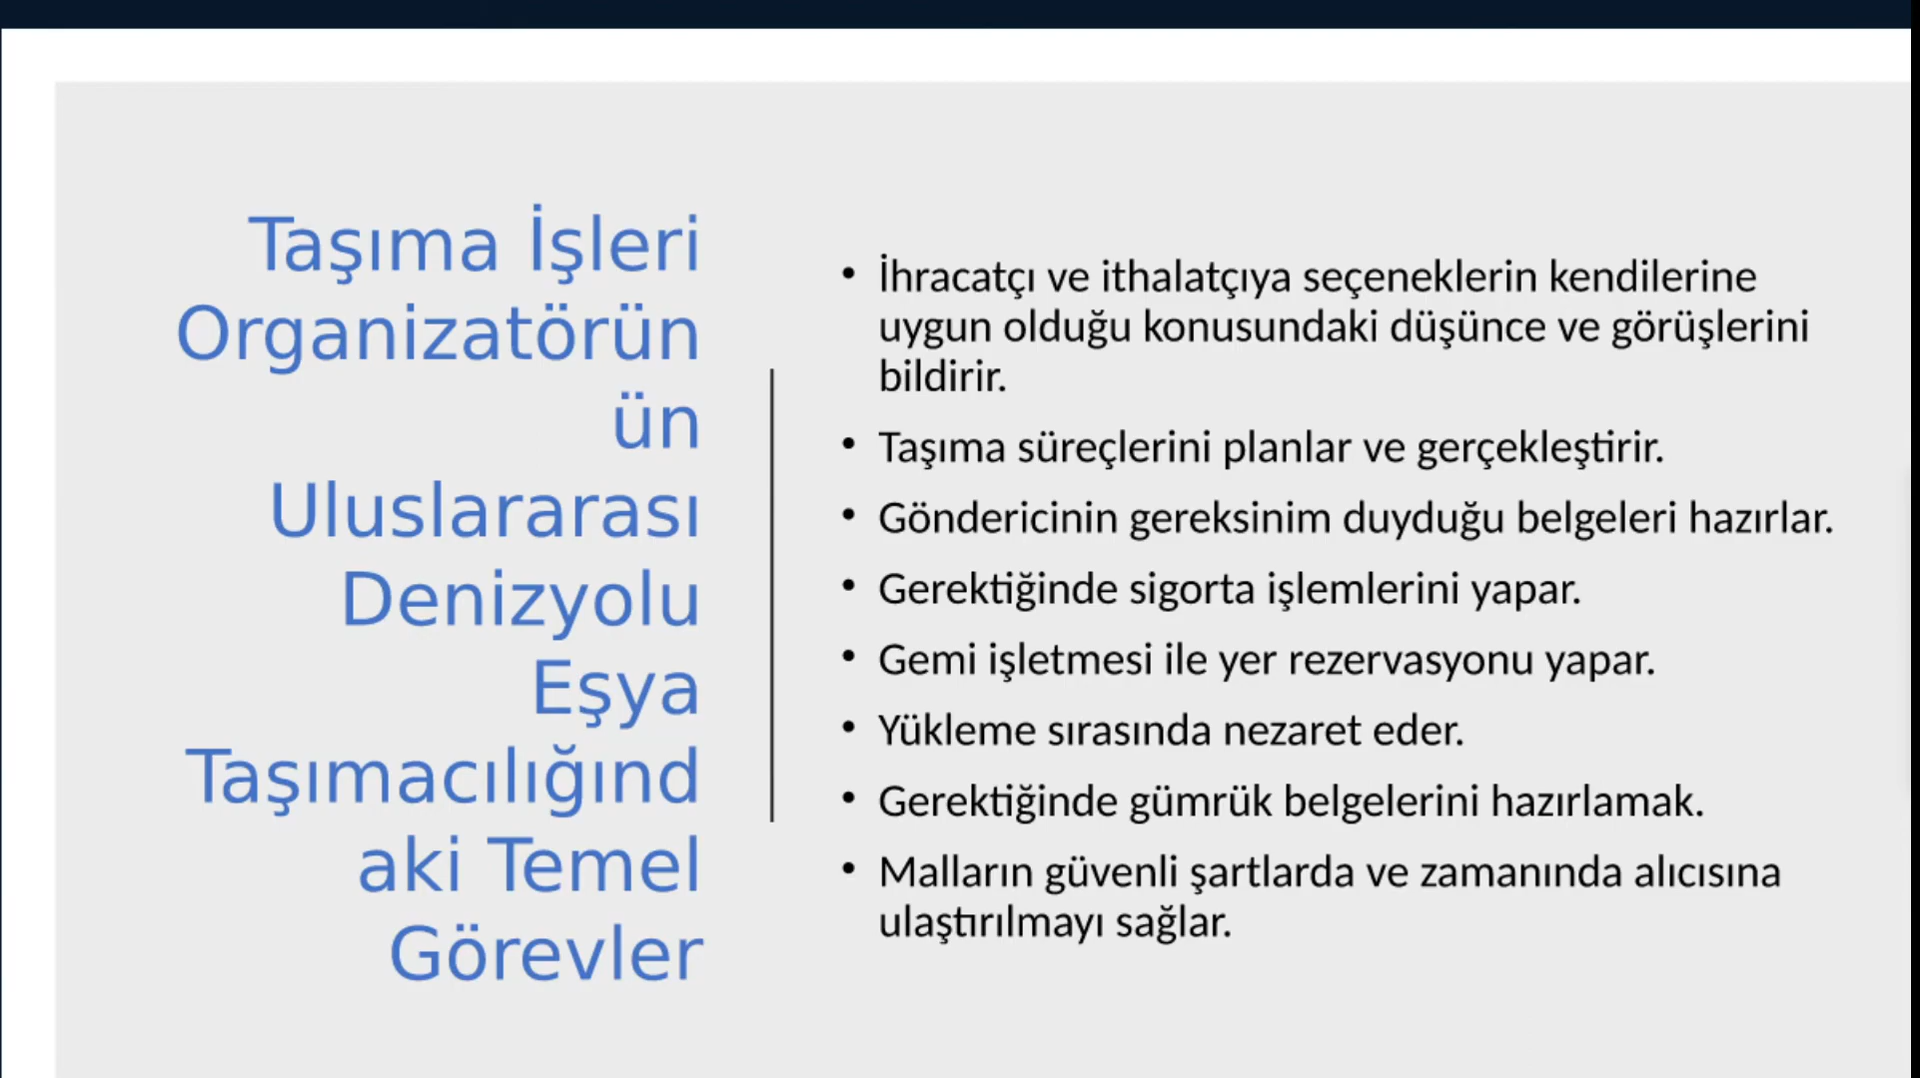 Taşıma İşleri
Organizatörün
ün
Uluslararası
Denizyolu
Eşya
Taşımacılığınd
aki Temel
Görevler
• İhracatçı ve ithalatçıya seçeneklerin kendilerine
uygun olduğu konusundaki düşünce ve görüşlerini
bildirir.
• Taşıma süreçlerini planlar ve gerçekleştirir.
• Göndericinin gereksinim duyduğu belgeleri hazırlar.
• Gerektiğinde sigorta işlemlerini yapar.
• Gemi işletmesi ile yer rezervasyonu yapar.
• Yükleme sırasında nezaret eder.
• Gerektiğinde gümrük belgelerini hazırlamak.
• Malların güvenli şartlarda ve zamanında alıcısına
ulaştırılmayı sağlar.